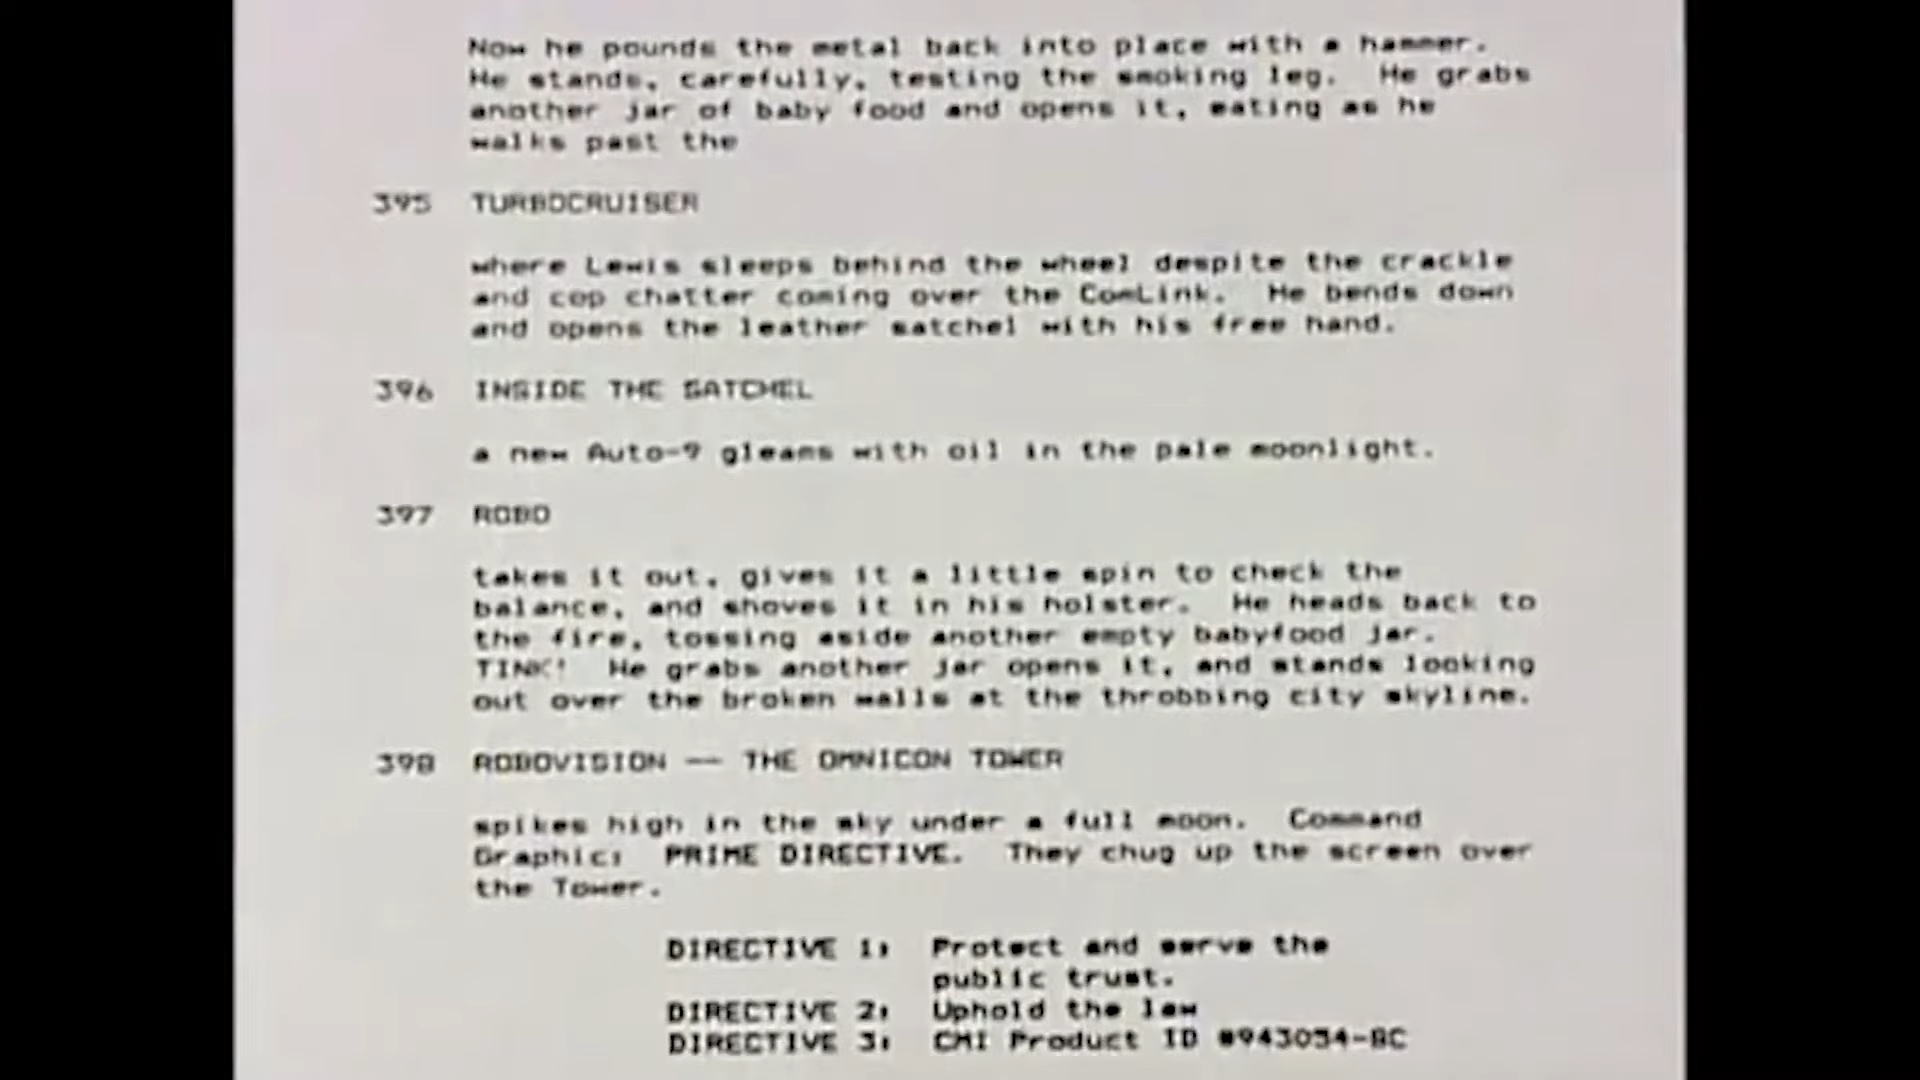 Now he pounds the metal back into place with a hammer.
He stands, carefully, testing the smoking leg. He grabs
another jar of baby food and opens it, eating as he
walks past the
395 TURBOCRUISER
where Lewis sleeps behind the wheel despite the crackle
and cop chatter coming over the ComLink. He bends down
and opens the leather satchel with his free hand.
396 INSIDE THE SATCHEL
a new Auto-9 gleams with oil in the pale moonlight.
397 ROBO
takes it out, gives it a little spin to check the
balance, and shoves it in his holster. He heads back to
the fire, tossing aside another empty babyfood jar.
TINK! He grabs another jar opens it, and stands looking
out over the broken walls at the throbbing city skyline.
398 ROBOVISION -- THE OMNICON TOWER
spikes high in the sky under a full moon. Command
Graphic: PRIME DIRECTIVE. They chug up the screen over
the Tower.
DIRECTIVE 1: Protect and serve the
public trust.
DIRECTIVE 2: Uphold the law
DIRECTIVE 3: CMI Product ID #943054-BC